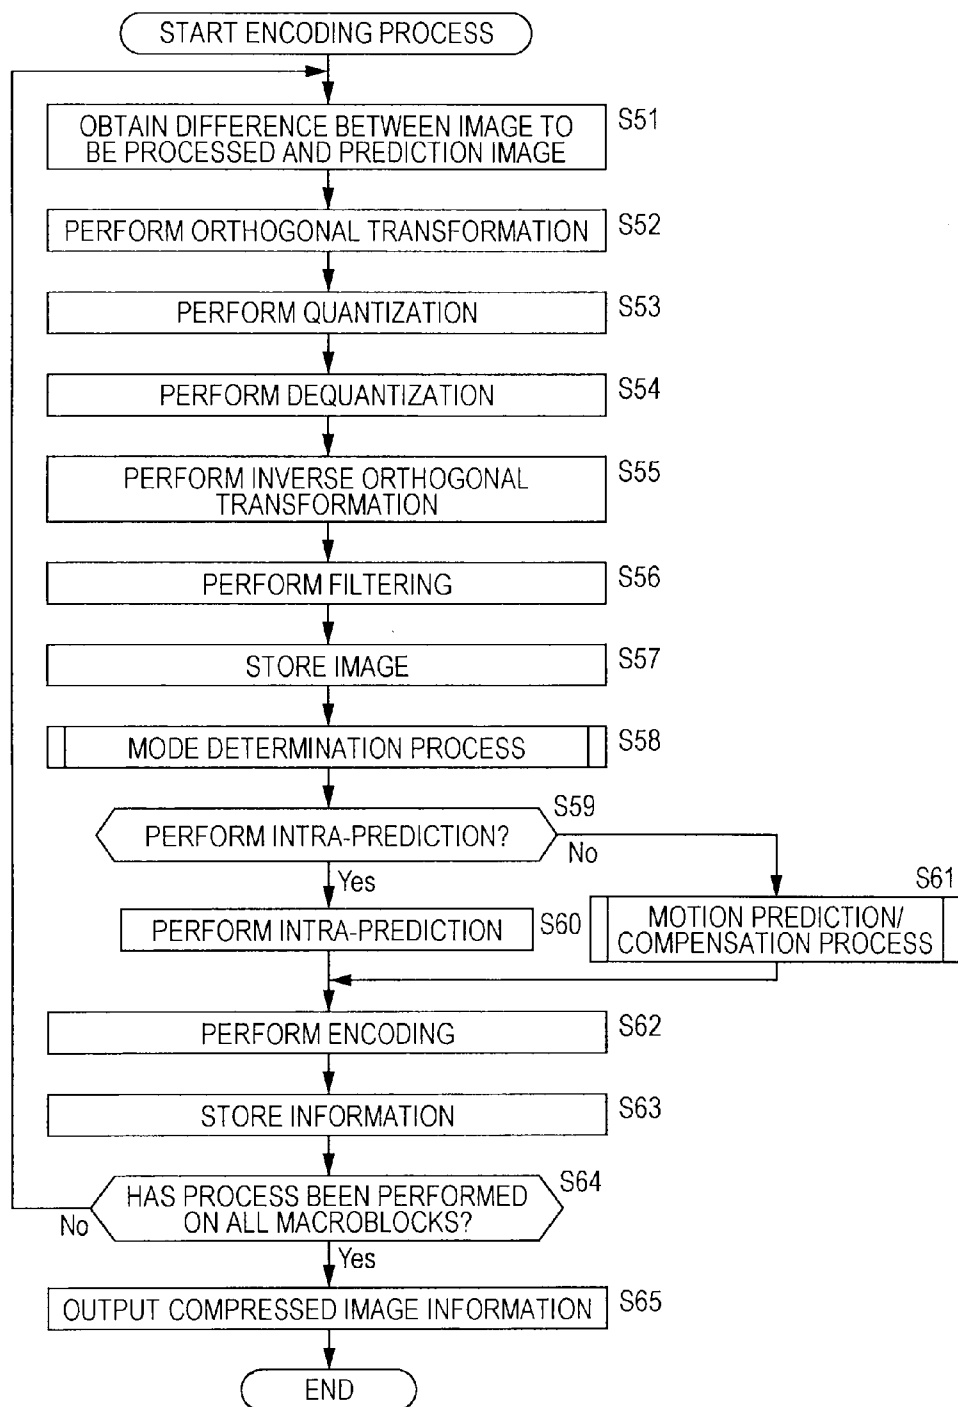 START ENCODING PROCESS
OBTAIN DIFFERENCE BETWEEN IMAGE TO
BE PROCESSED AND PREDICTION IMAGE
S51
PERFORM ORTHOGONAL TRANSFORMATION
S52
PERFORM QUANTIZATION
S53
PERFORM DEQUANTIZATION
S54
PERFORM INVERSE ORTHOGONAL
TRANSFORMATION
S55
PERFORM FILTERING
S56
STORE IMAGE
S57
MODE DETERMINATION PROCESS
S58
PERFORM INTRA-PREDICTION?
S59
No
Yes
PERFORM INTRA-PREDICTION
S60
MOTION PREDICTION/
COMPENSATION PROCESS
S61
PERFORM ENCODING
S62
STORE INFORMATION
S63
HAS PROCESS BEEN PERFORMED
ON ALL MACROBLOCKS?
S64
No
Yes
OUTPUT COMPRESSED IMAGE INFORMATION
S65
END